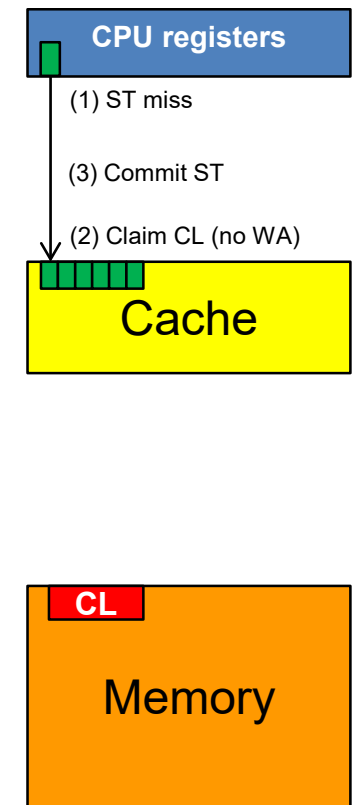 CPU registers
(1) ST miss
(3) Commit ST
(2) Claim CL (no WA)
Cache
CL
Memory